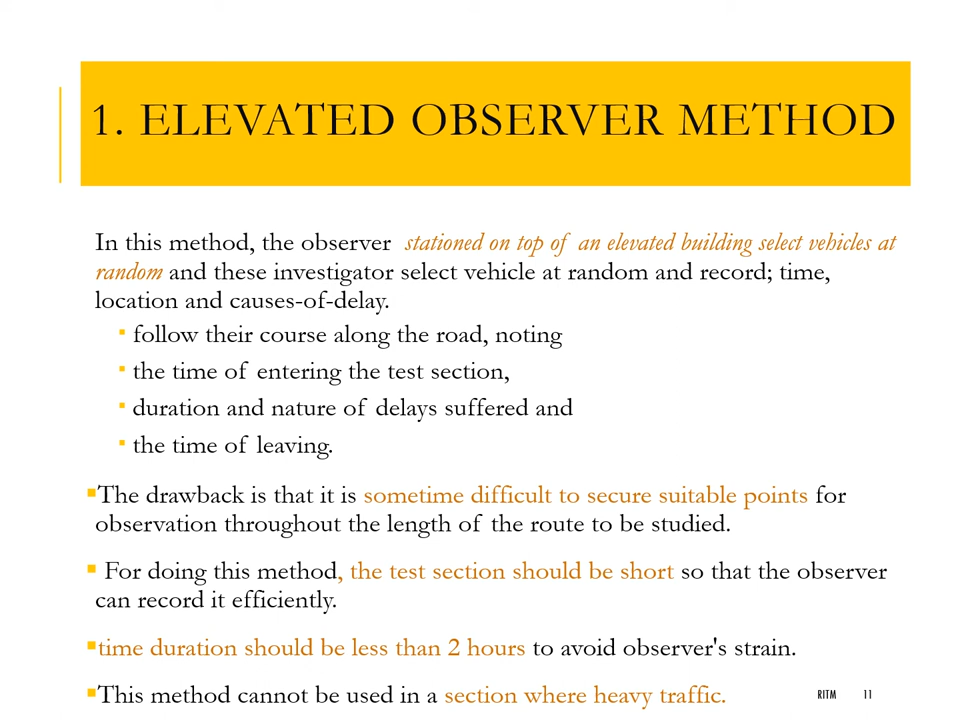 1. ELEVATED OBSERVER METHOD
In this method, the observer stationed on top of an elevated building select vehicles at
random and these investigator select vehicle at random and record; time,
location and causes-of-delay.
▪ follow their course along the road, noting
▪ the time of entering the test section,
▪ duration and nature of delays suffered and
▪ the time of leaving.
▪The drawback is that it is sometime difficult to secure suitable points for
observation throughout the length of the route to be studied.
▪ For doing this method, the test section should be short so that the observer
can record it efficiently.
▪time duration should be less than 2 hours to avoid observer's strain.
▪This method cannot be used in a section where heavy traffic.
RITM 11